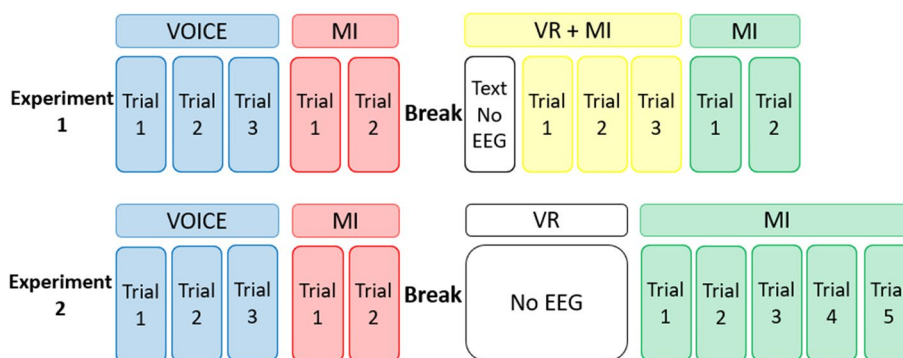 VOICE
MI
VR + MI
MI
Experiment
1
Trial
1
Trial
2
Trial
3
Trial
1
Trial
2
Break
Text
No
EEG
Trial
1
Trial
2
Trial
3
Trial
1
Trial
2
VOICE
MI
VR
MI
Experiment
2
Trial
1
Trial
2
Trial
3
Trial
1
Trial
2
Break
No EEG
Trial
1
Trial
2
Trial
3
Trial
4
Trial
5